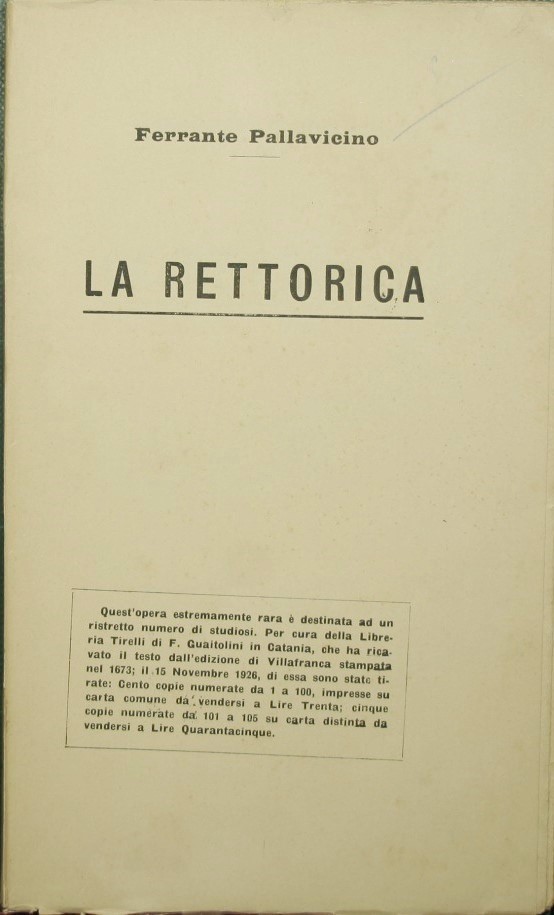 Ferrante Pallavicino
LA RETTORICA
Quest'opera estremamente rara è destinata ad un
ristretto numero di studiosi. Per cura della Libre-
ria Tirelli di F. Guaitolini in Catania, che ha rica-
vato il testo dall'edizione di Villafranca stampata
nel 1673; il 15 Novembre 1926, di essa sono state ti-
rate: Cento copie numerate da 1 a 100, impresse su
carta comune da vendersi a Lire Trenta; cinque
copie numerate da 101 a 105 su carta distinta da
vendersi a Lire Quarantacinque.